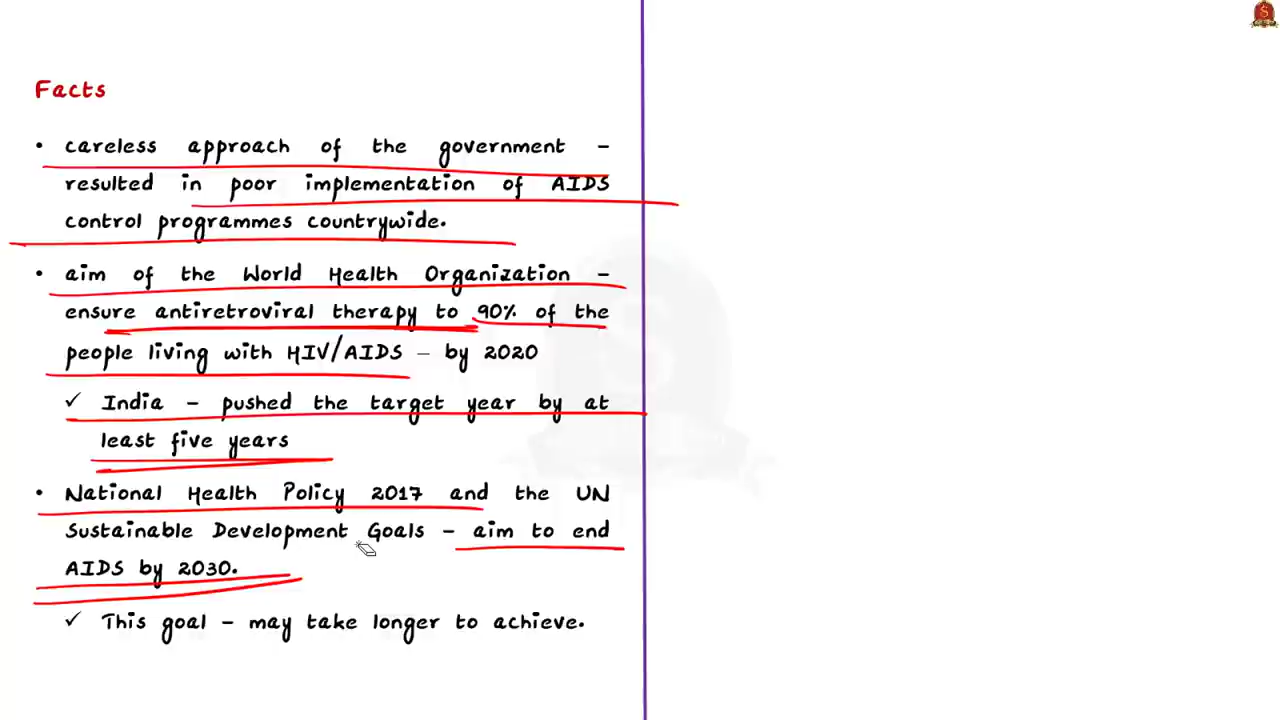 Facts
• careless approach of the government –
resulted in poor implementation of AIDS
control programmes countrywide.
• aim of the World Health Organization –
ensure antiretroviral therapy to 90% of the
people living with HIV/AIDS – by 2020
✓ India – pushed the target year by at
least five years
• National Health Policy 2017 and the UN
Sustainable Development Goals – aim to end
AIDS by 2030.
✓ This goal – may take longer to achieve.